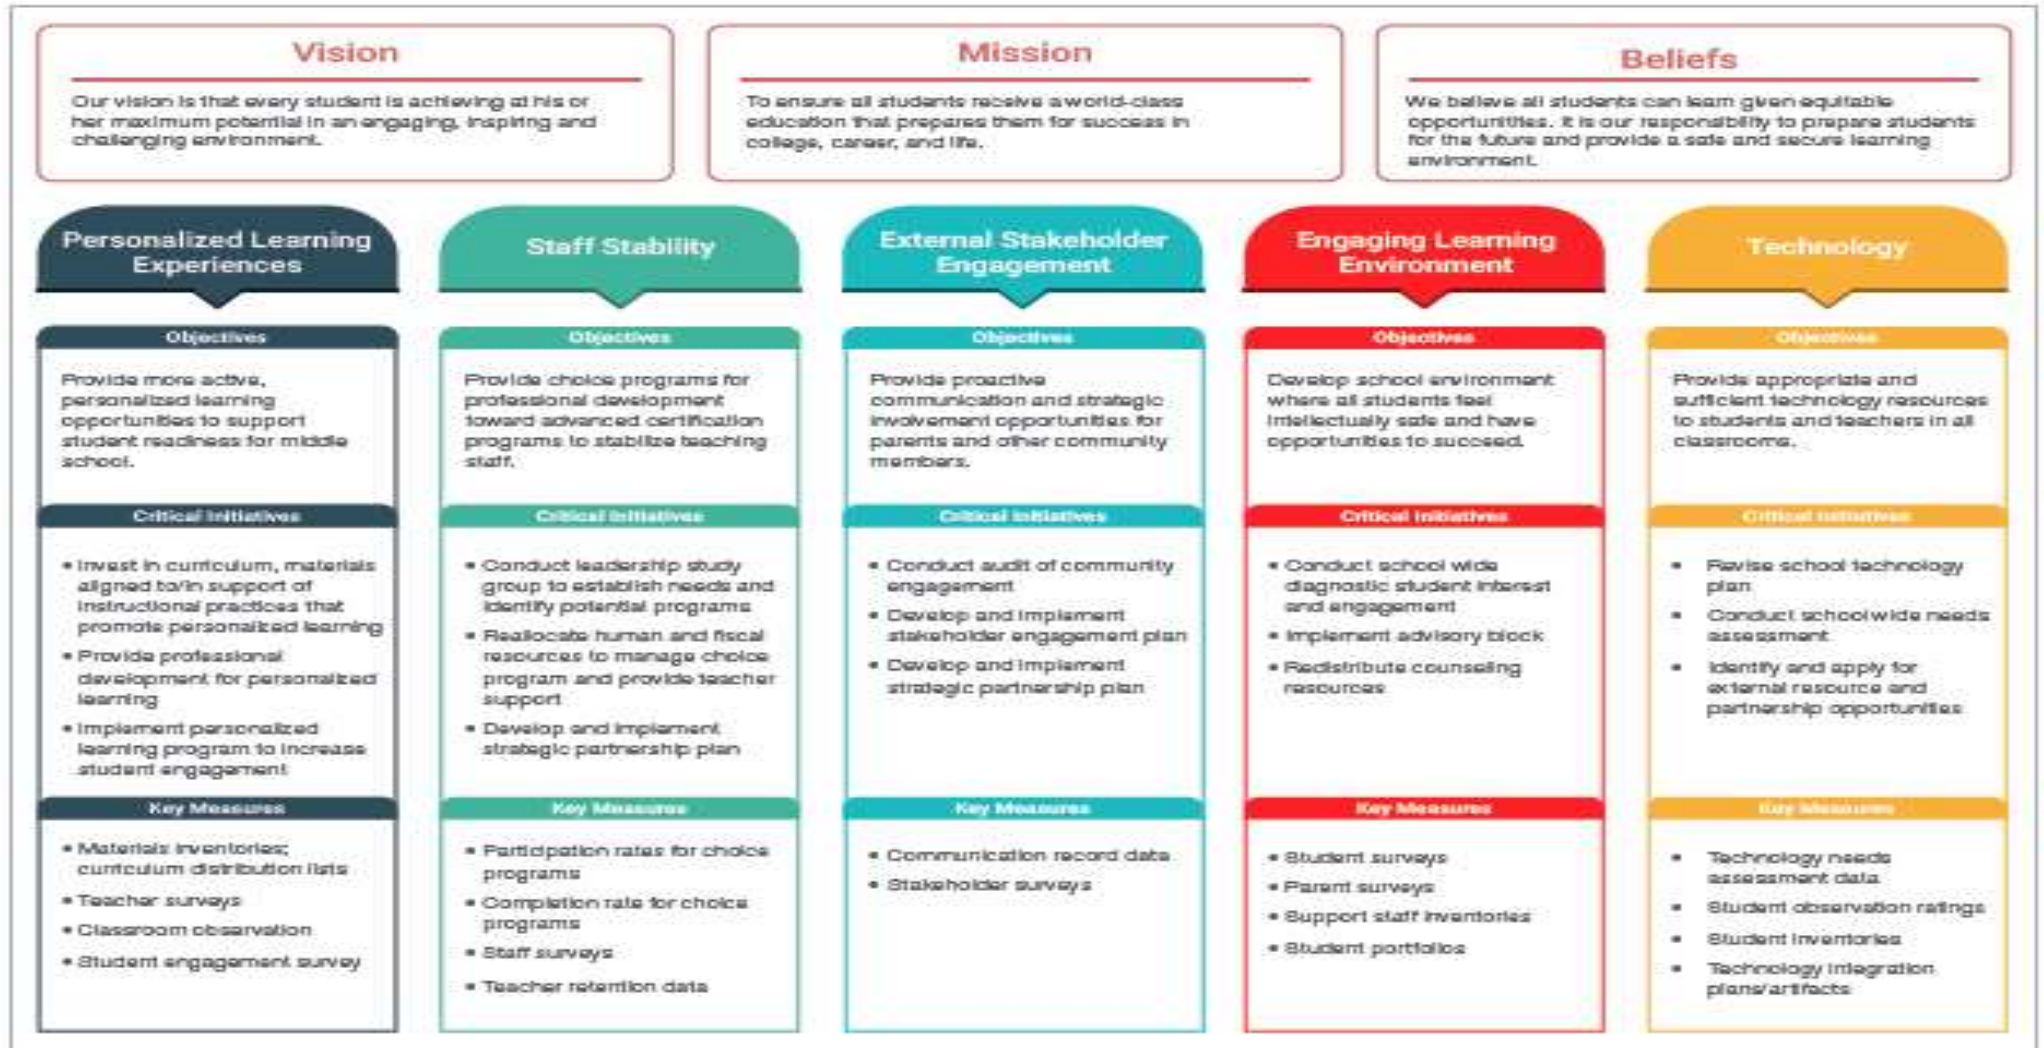 Vision
Our vision is that every student is achieving at his or
her maximum potential in an engaging, inspiring and
challenging environment.
Mission
To ensure all students receive a world-class
education that prepares them for success in
college, career, and life.
Beliefs
We believe all students can learn given equitable
opportunities. It is our responsibility to prepare students
for the future and provide a safe and secure learning
environment.
Personalized Learning
Experiences
Objectives
Provide more active,
personalized learning
opportunities to support
student readiness for middle
school.
Critical Initiatives
• Invest in curriculum, materials
aligned to/in support of
instructional practices that
promote personalized learning
• Provide professional
development for personalized
learning
• Implement personalized
learning program to increase
student engagement
Key Measures
• Materials inventories;
curriculum distribution lists
• Teacher surveys
• Classroom observation
• Student engagement survey
Staff Stability
Objectives
Provide choice programs for
professional development
toward advanced certification
programs to stabilize teaching
staff.
Critical Initiatives
• Conduct leadership study
group to establish needs and
identify potential programs
• Reallocate human and fiscal
resources to manage choice
program and provide teacher
support
• Develop and implement
strategic partnership plan
Key Measures
• Participation rates for choice
programs
• Completion rate for choice
programs
• Staff surveys
• Teacher retention data
External Stakeholder
Engagement
Objectives
Provide proactive
communication and strategic
involvement opportunities for
parents and other community
members.
Critical Initiatives
• Conduct audit of community
engagement
• Develop and implement
stakeholder engagement plan
• Develop and implement
strategic partnership plan
Key Measures
• Communication record data
• Stakeholder surveys
Engaging Learning
Environment
Objectives
Develop school environment
where all students feel
intellectually safe and have
opportunities to succeed.
Critical Initiatives
• Conduct school wide
diagnostic student interest
and engagement
• Implement advisory block
• Redistribute counseling
resources
Key Measures
• Student surveys
• Parent surveys
• Support staff inventories
• Student portfolios
Technology
Objectives
Provide appropriate and
sufficient technology resources
to students and teachers in all
classrooms.
Critical Initiatives
• Revise school technology
plan
• Conduct schoolwide needs
assessment
• Identify and apply for
external resource and
partnership opportunities
Key Measures
• Technology needs
assessment data
• Student observation ratings
• Student inventories
• Technology integration
plans/artifacts